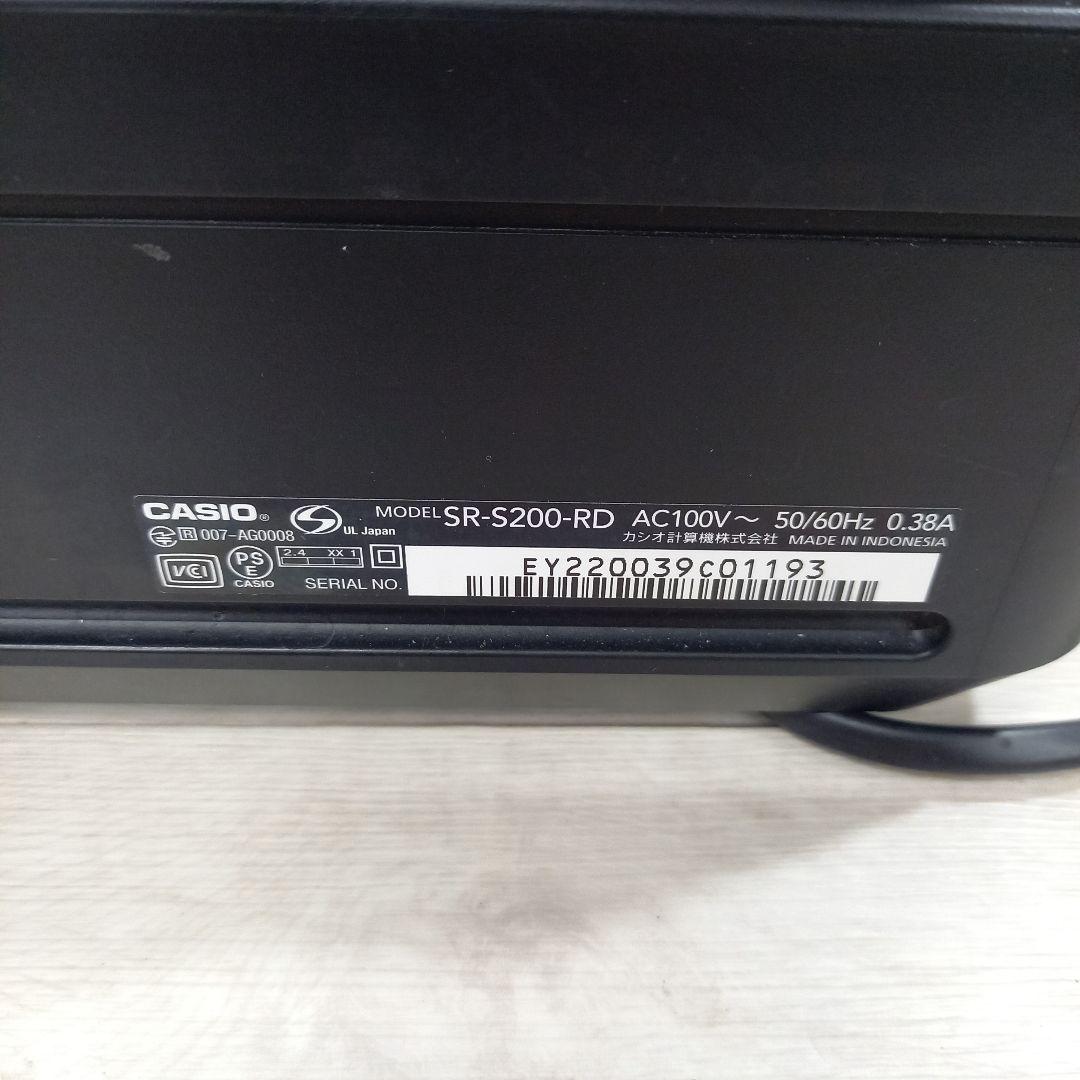 CASIO® UL Japan MODEL SR-S200-RD AC100V～ 50/60Hz 0.38A
R 007-AG0008 カシオ計算機株式会社 MADE IN INDONESIA
VCI PS E CASIO 2.4 XX 1
SERIAL NO. EY220039C01193